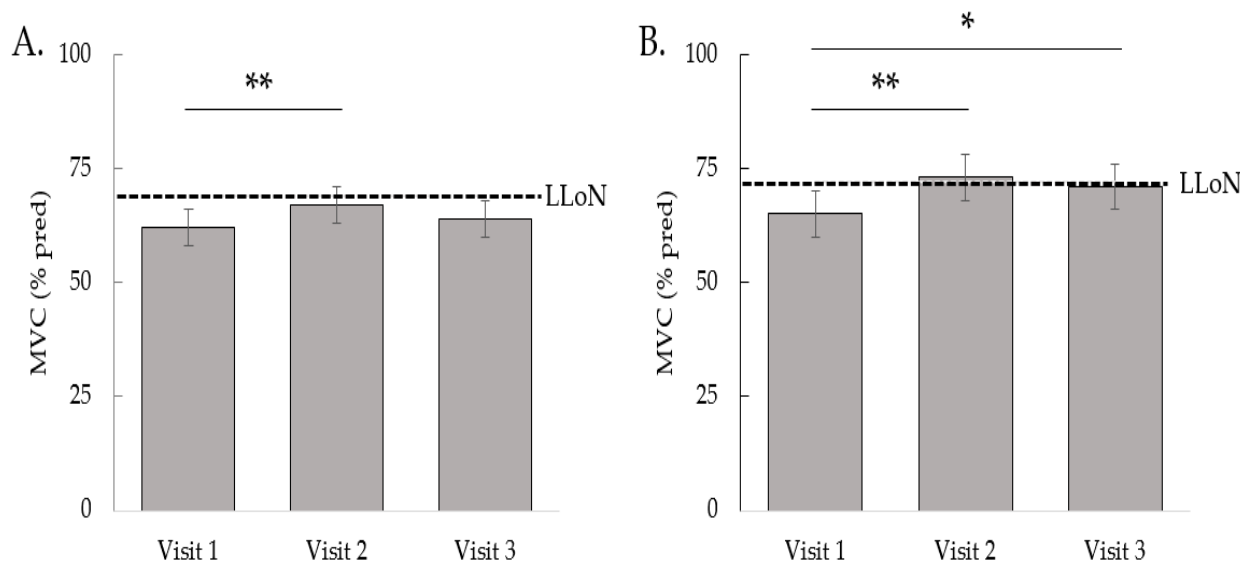 A.
MVC (% pred)
100
75
50
25
0
**
LLoN
Visit 1
Visit 2
Visit 3
B.
MVC (% pred)
100
75
50
25
0
*
**
LLoN
Visit 1
Visit 2
Visit 3